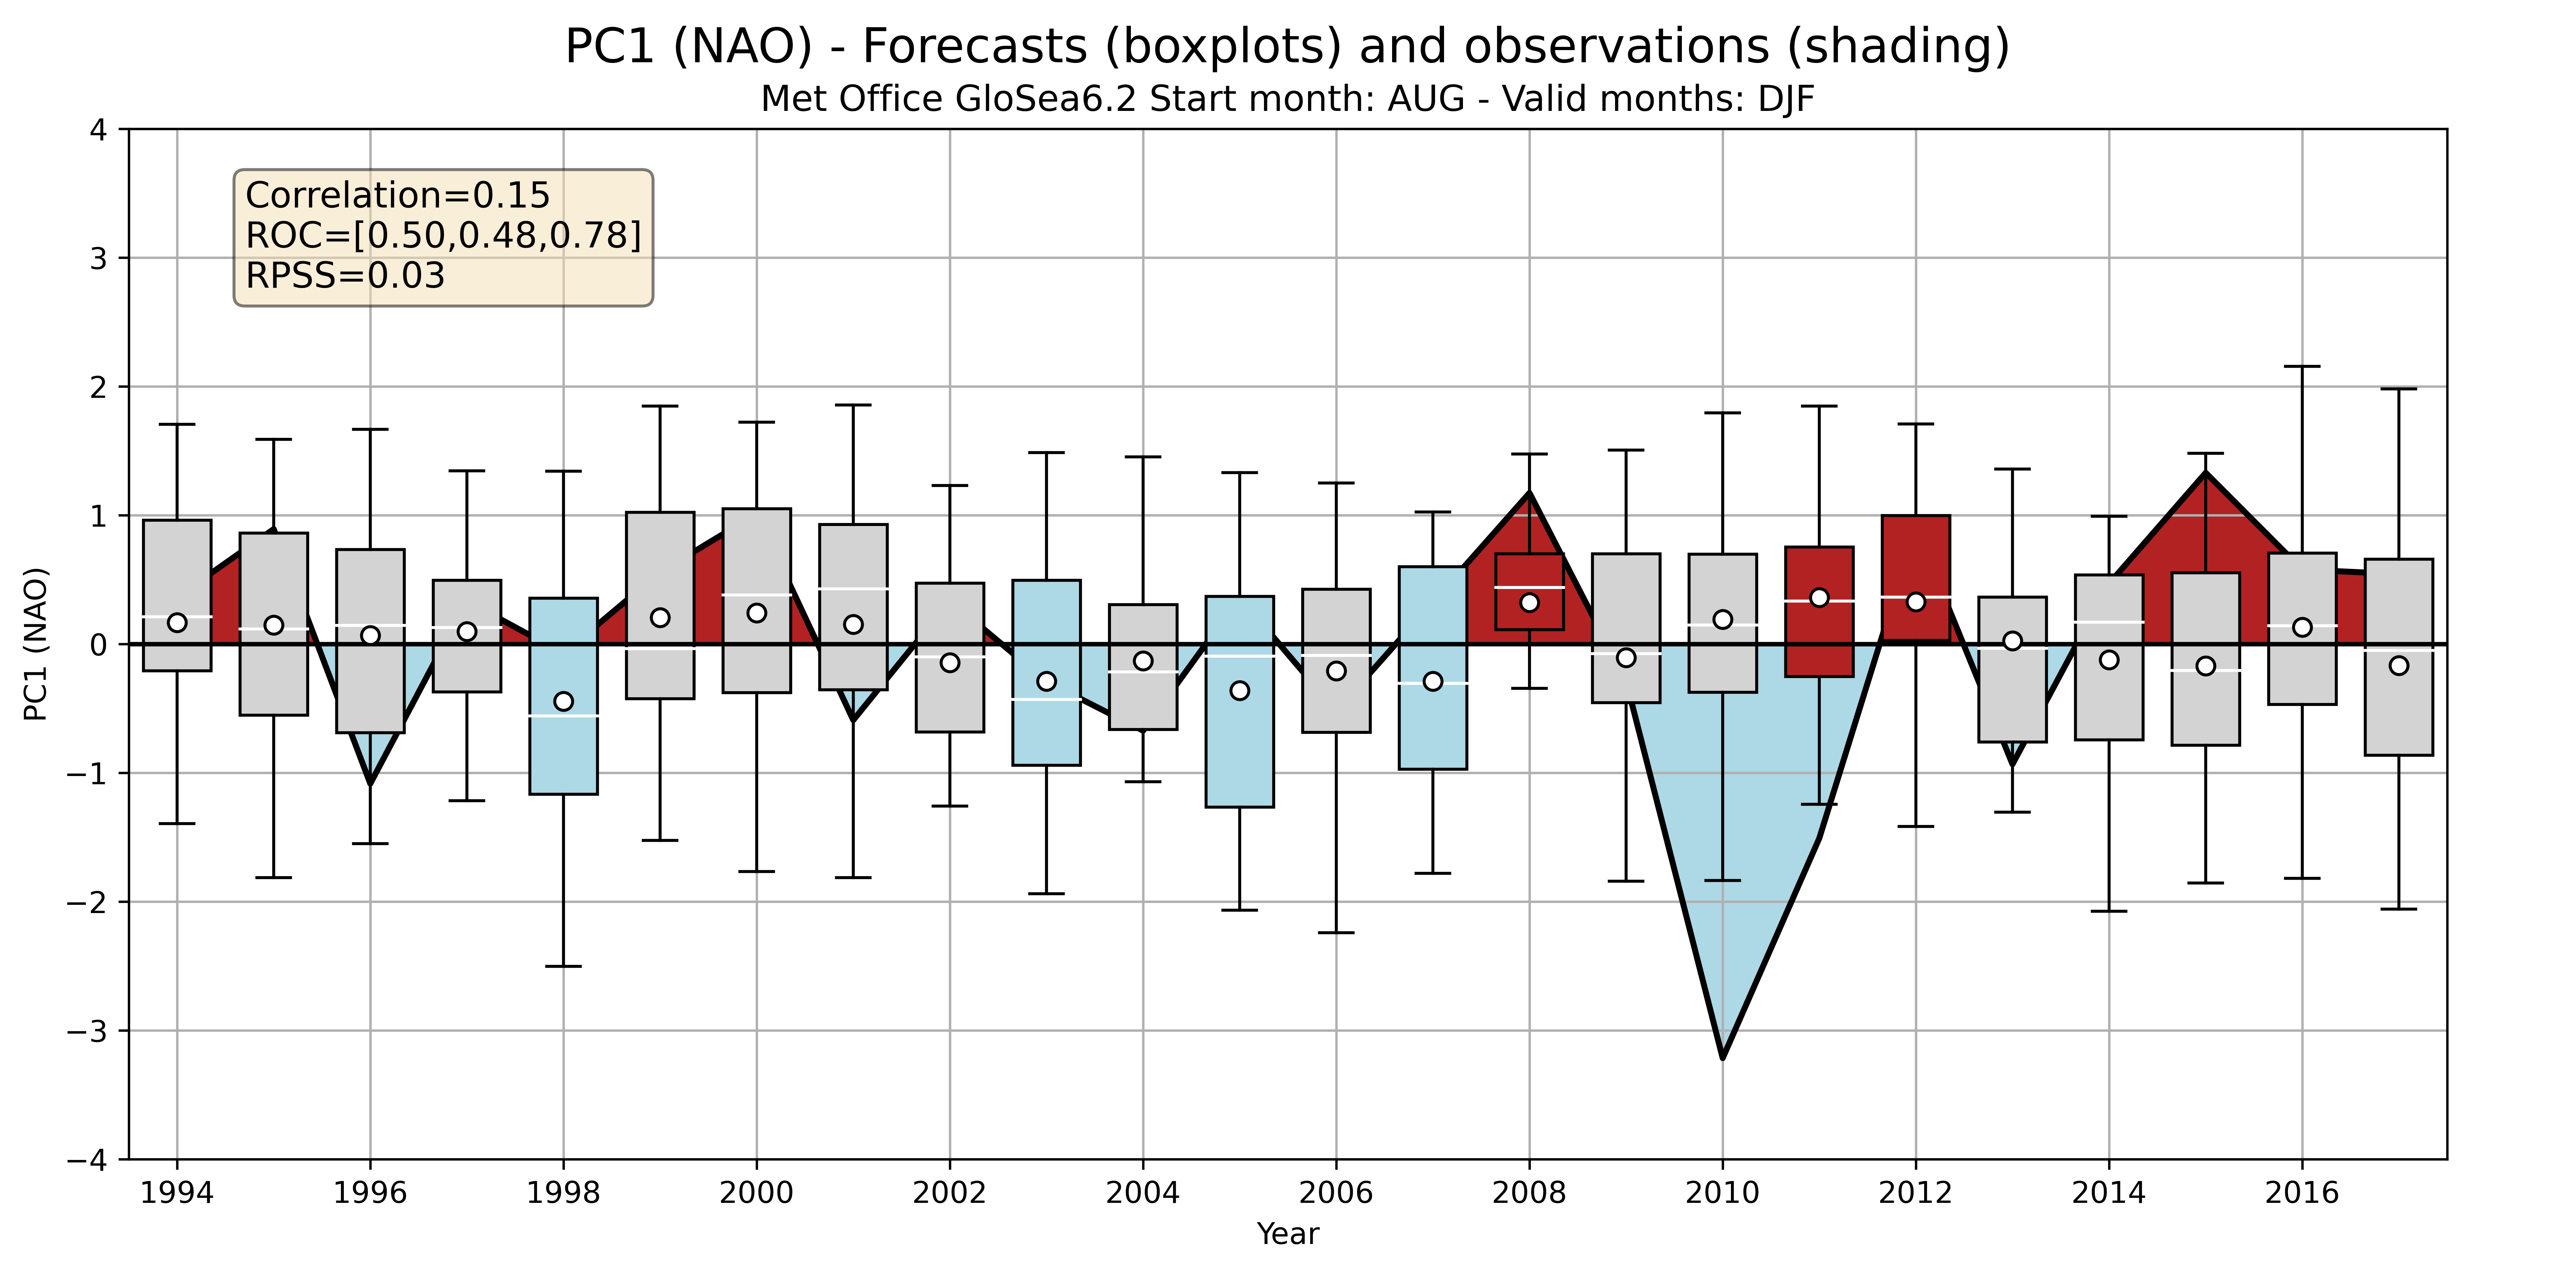 PC1 (NAO) - Forecasts (boxplots) and observations (shading)
Met Office GloSea6.2 Start month: AUG - Valid months: DJF
Correlation=0.15
ROC=[0.50,0.48,0.78]
RPSS=0.03
PC1 (NAO)
4
3
2
1
0
−1
−2
−3
−4
1994 1996 1998 2000 2002 2004 2006 2008 2010 2012 2014 2016
Year